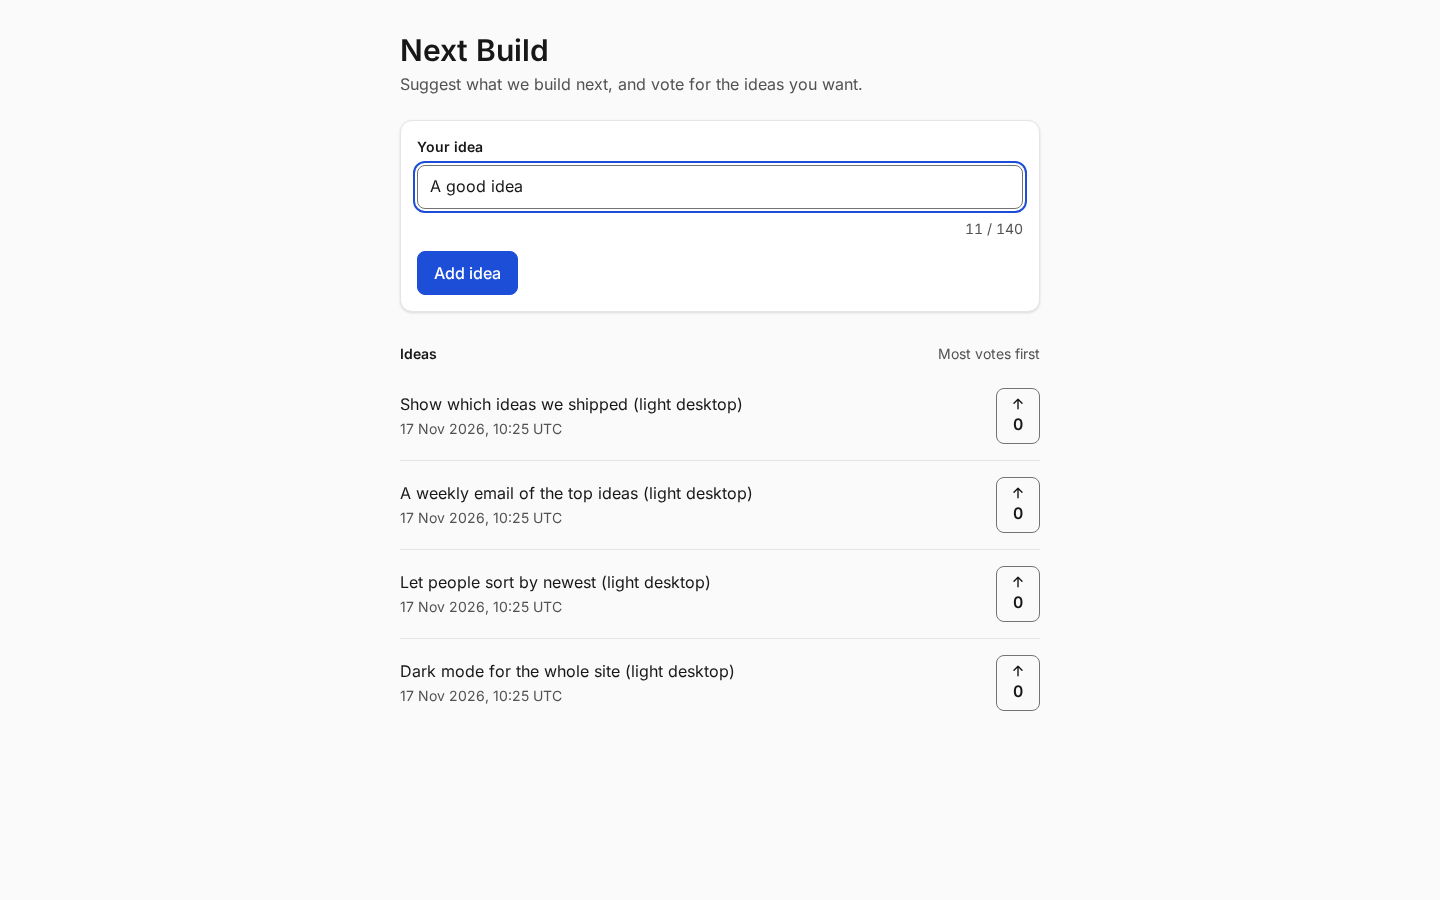 Next Build
Suggest what we build next, and vote for the ideas you want.
Your idea
A good idea
11 / 140
Add idea
Ideas
Most votes first
Show which ideas we shipped (light desktop)
17 Nov 2026, 10:25 UTC
↑
0
A weekly email of the top ideas (light desktop)
17 Nov 2026, 10:25 UTC
↑
0
Let people sort by newest (light desktop)
17 Nov 2026, 10:25 UTC
↑
0
Dark mode for the whole site (light desktop)
17 Nov 2026, 10:25 UTC
↑
0